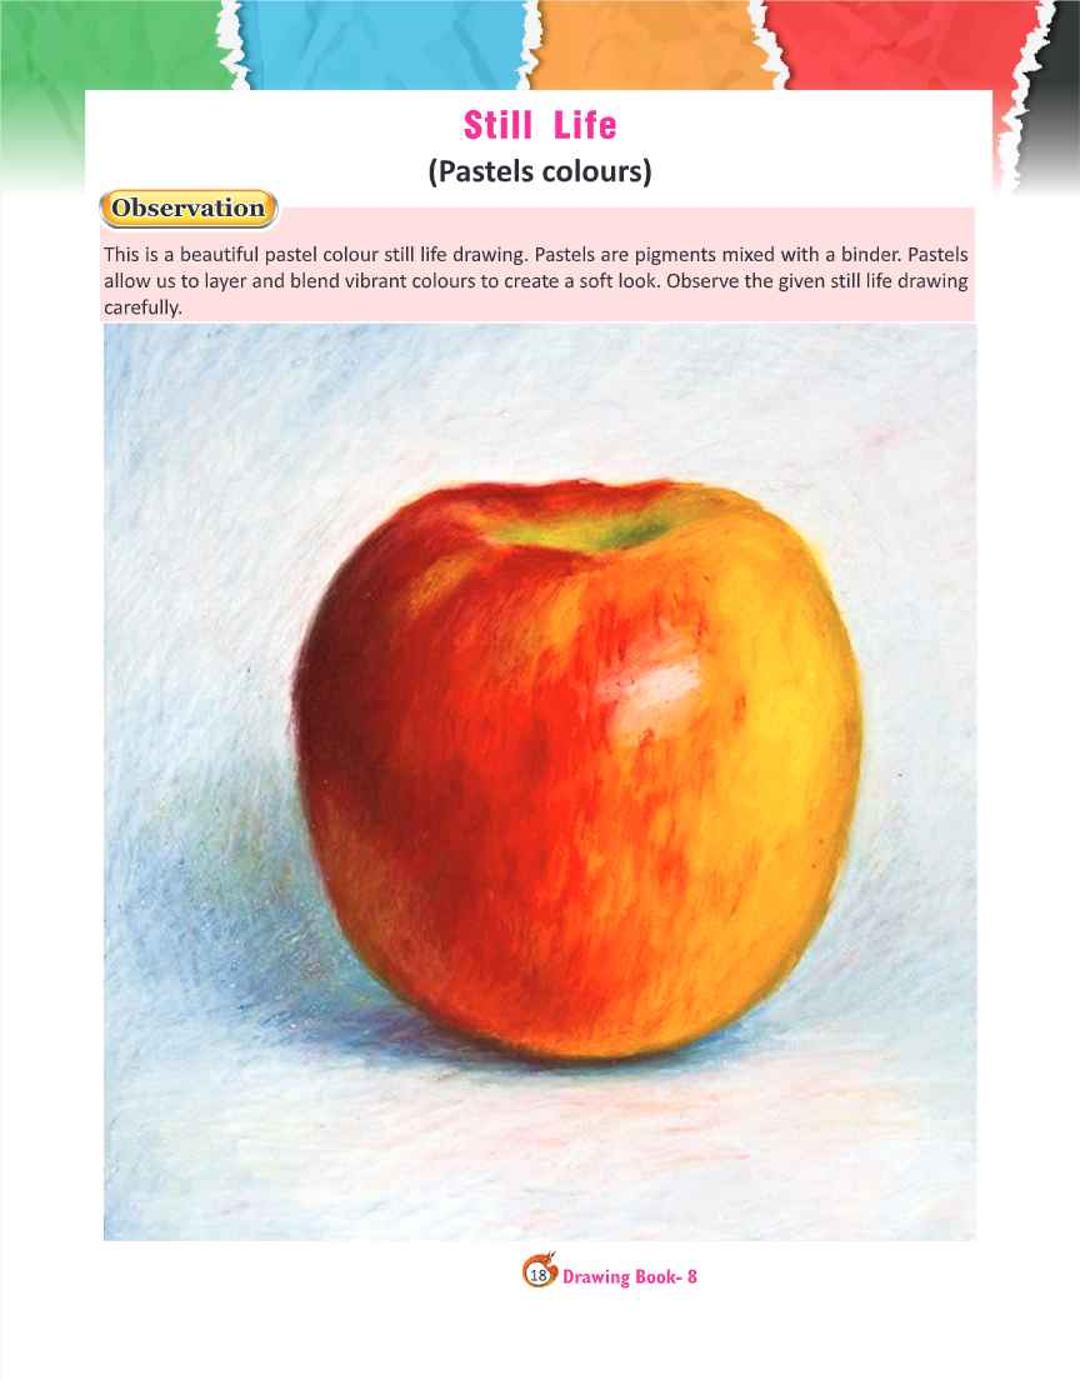 Still Life
(Pastels colours)
Observation
This is a beautiful pastel colour still life drawing. Pastels are pigments mixed with a binder. Pastels
allow us to layer and blend vibrant colours to create a soft look. Observe the given still life drawing
carefully.
18 Drawing Book- 8